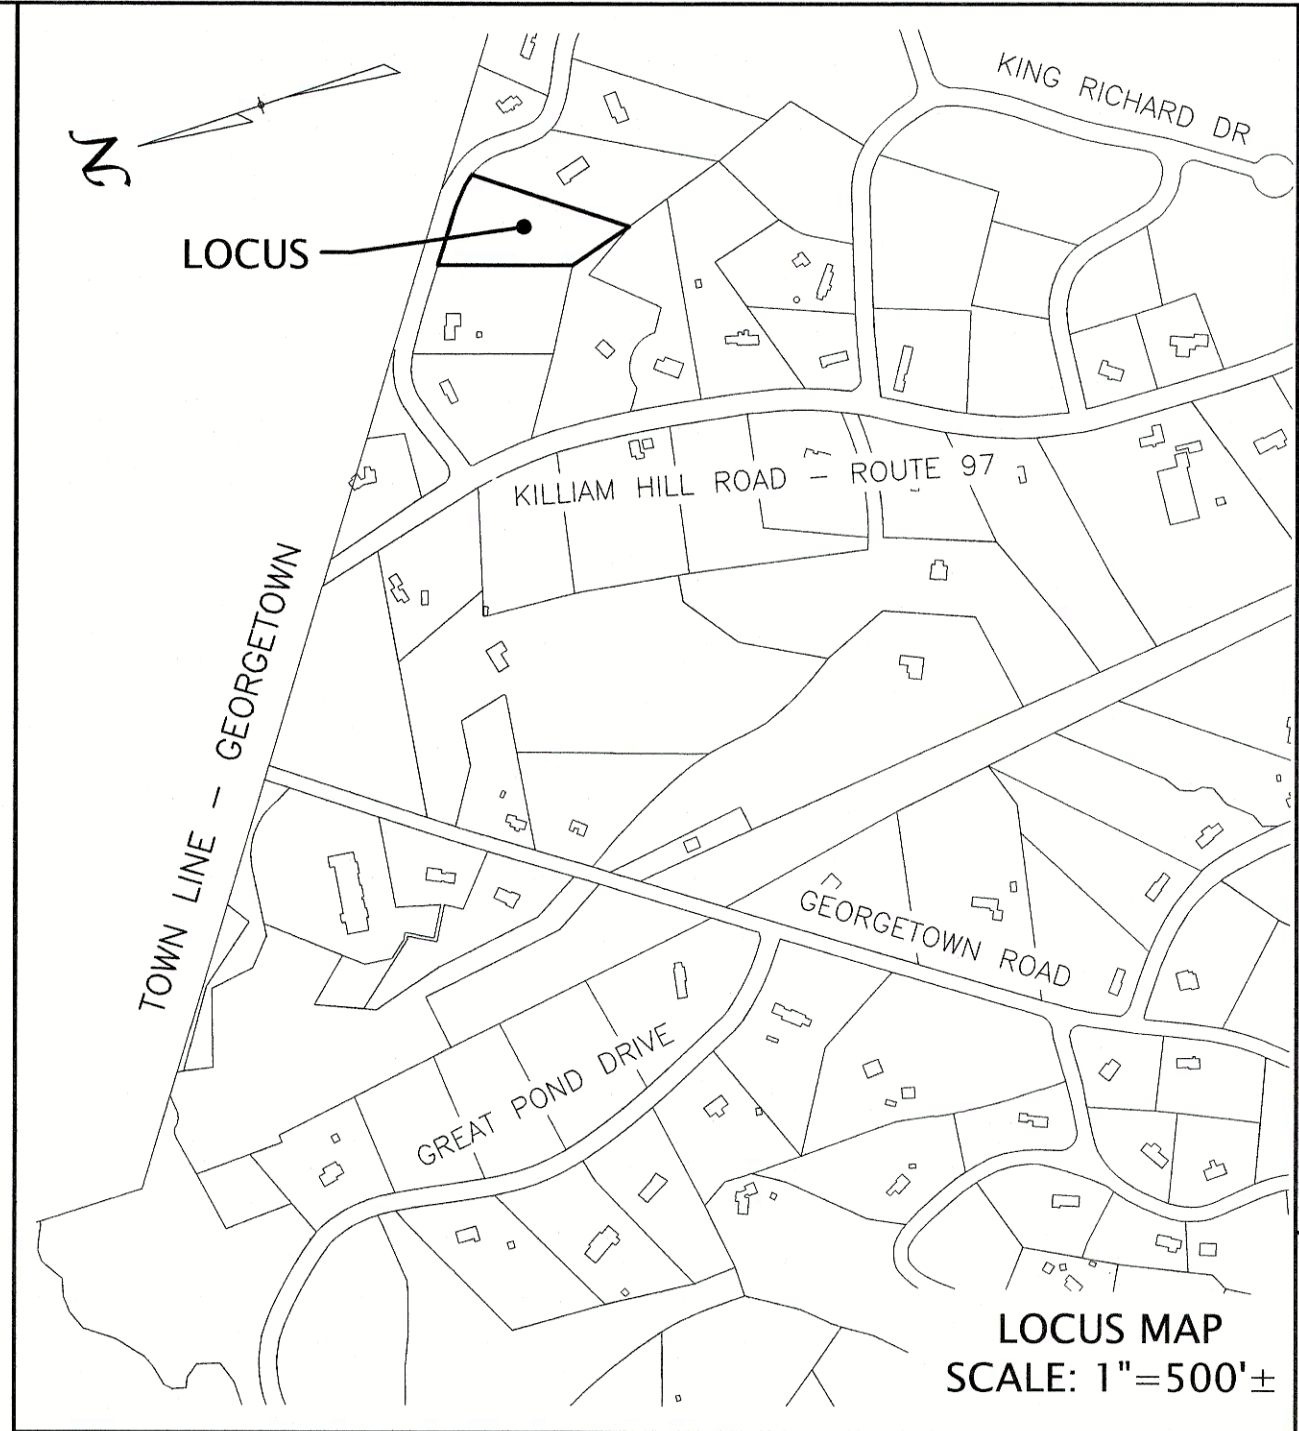 KING RICHARD DR
N
LOCUS
KILLIAM HILL ROAD – ROUTE 97
TOWN LINE – GEORGETOWN
GEORGETOWN ROAD
GREAT POND DRIVE
LOCUS MAP
SCALE: 1"=500'±